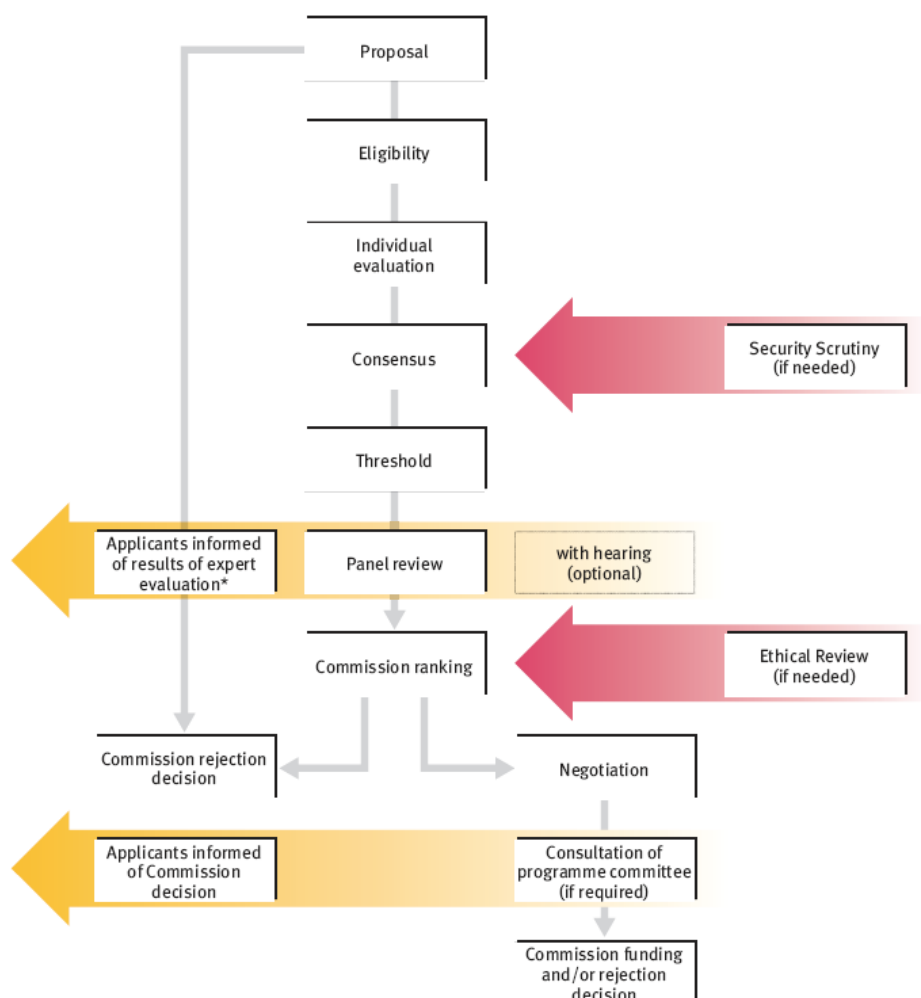 Proposal
Eligibility
Individual
evaluation
Consensus
Security Scrutiny
(if needed)
Threshold
Applicants informed
of results of expert
evaluation*
Panel review
with hearing
(optional)
Commission ranking
Ethical Review
(if needed)
Commission rejection
decision
Negotiation
Applicants informed
of Commission
decision
Consultation of
programme committee
(if required)
Commission funding
and/or rejection
decision